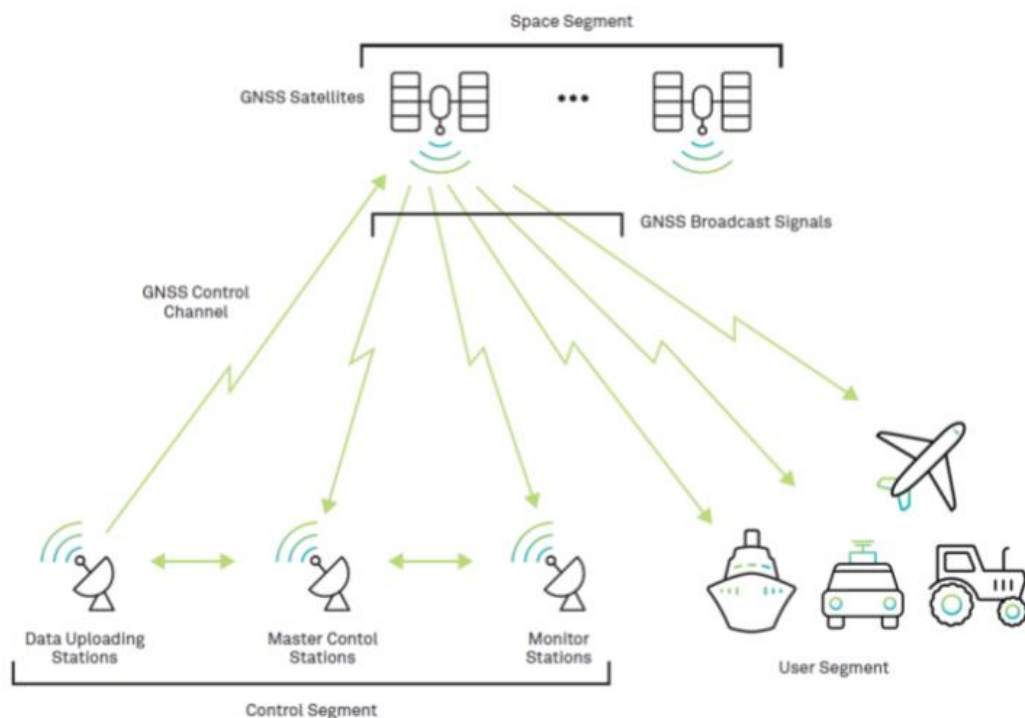 Space Segment
GNSS Satellites
GNSS Broadcast Signals
GNSS Control
Channel
Data Uploading
Stations
Master Contol
Stations
Monitor
Stations
User Segment
Control Segment